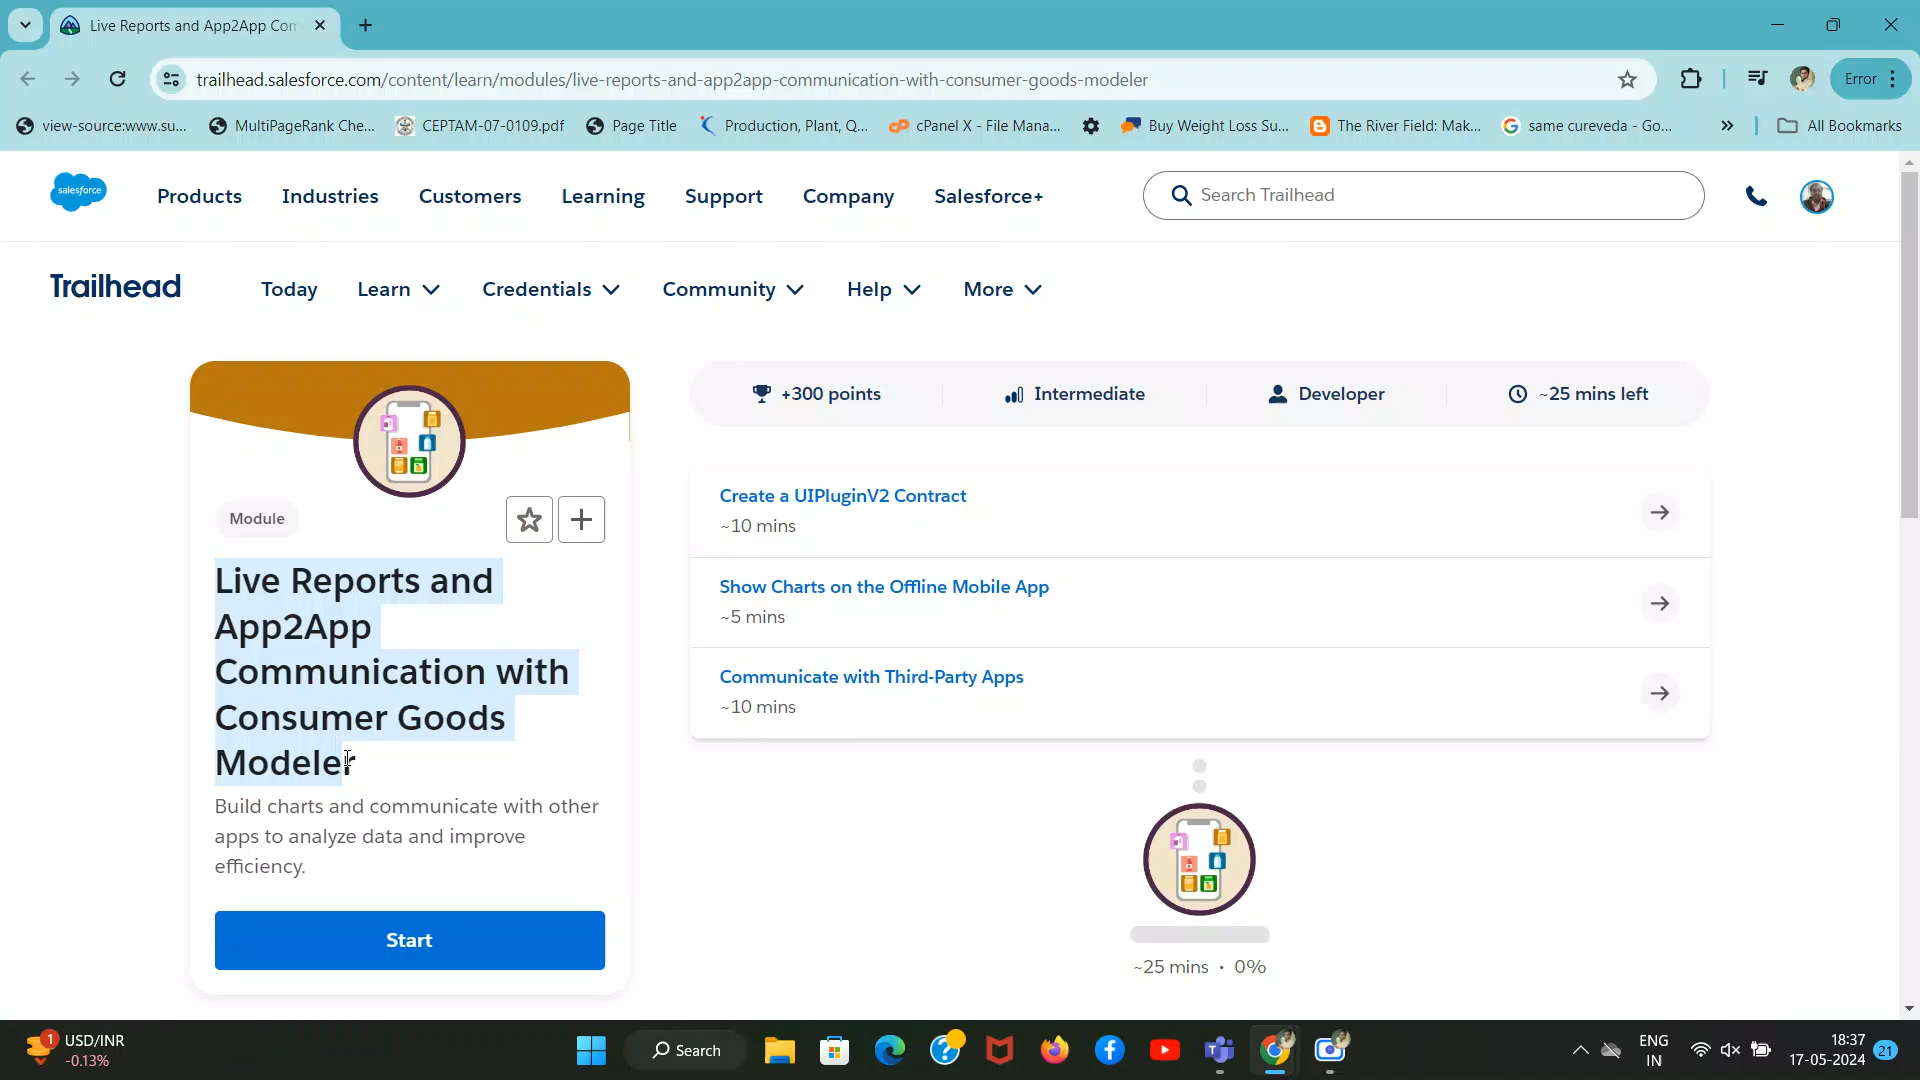 Live Reports and App2App Con
trailhead.salesforce.com/content/learn/modules/live-reports-and-app2app-communication-with-consumer-goods-modeler
Error
view-source:www.su...
MultiPageRank Che...
CEPTAM-07-0109.pdf
Page Title
Production, Plant, Q...
cPanel X - File Mana...
Buy Weight Loss Su...
The River Field: Mak...
same cureveda - Go...
All Bookmarks
salesforce
Products
Industries
Customers
Learning
Support
Company
Salesforce+
Search Trailhead
Trailhead
Today
Learn
Credentials
Community
Help
More
Module
Live Reports and
App2App
Communication with
Consumer Goods
Modeler
Build charts and communicate with other
apps to analyze data and improve
efficiency.
Start
+300 points
Intermediate
Developer
~25 mins left
Create a UIPluginV2 Contract
~10 mins
Show Charts on the Offline Mobile App
~5 mins
Communicate with Third-Party Apps
~10 mins
~25 mins • 0%
1
USD/INR
-0.13%
Search
ENG
IN
18:37
17-05-2024
21